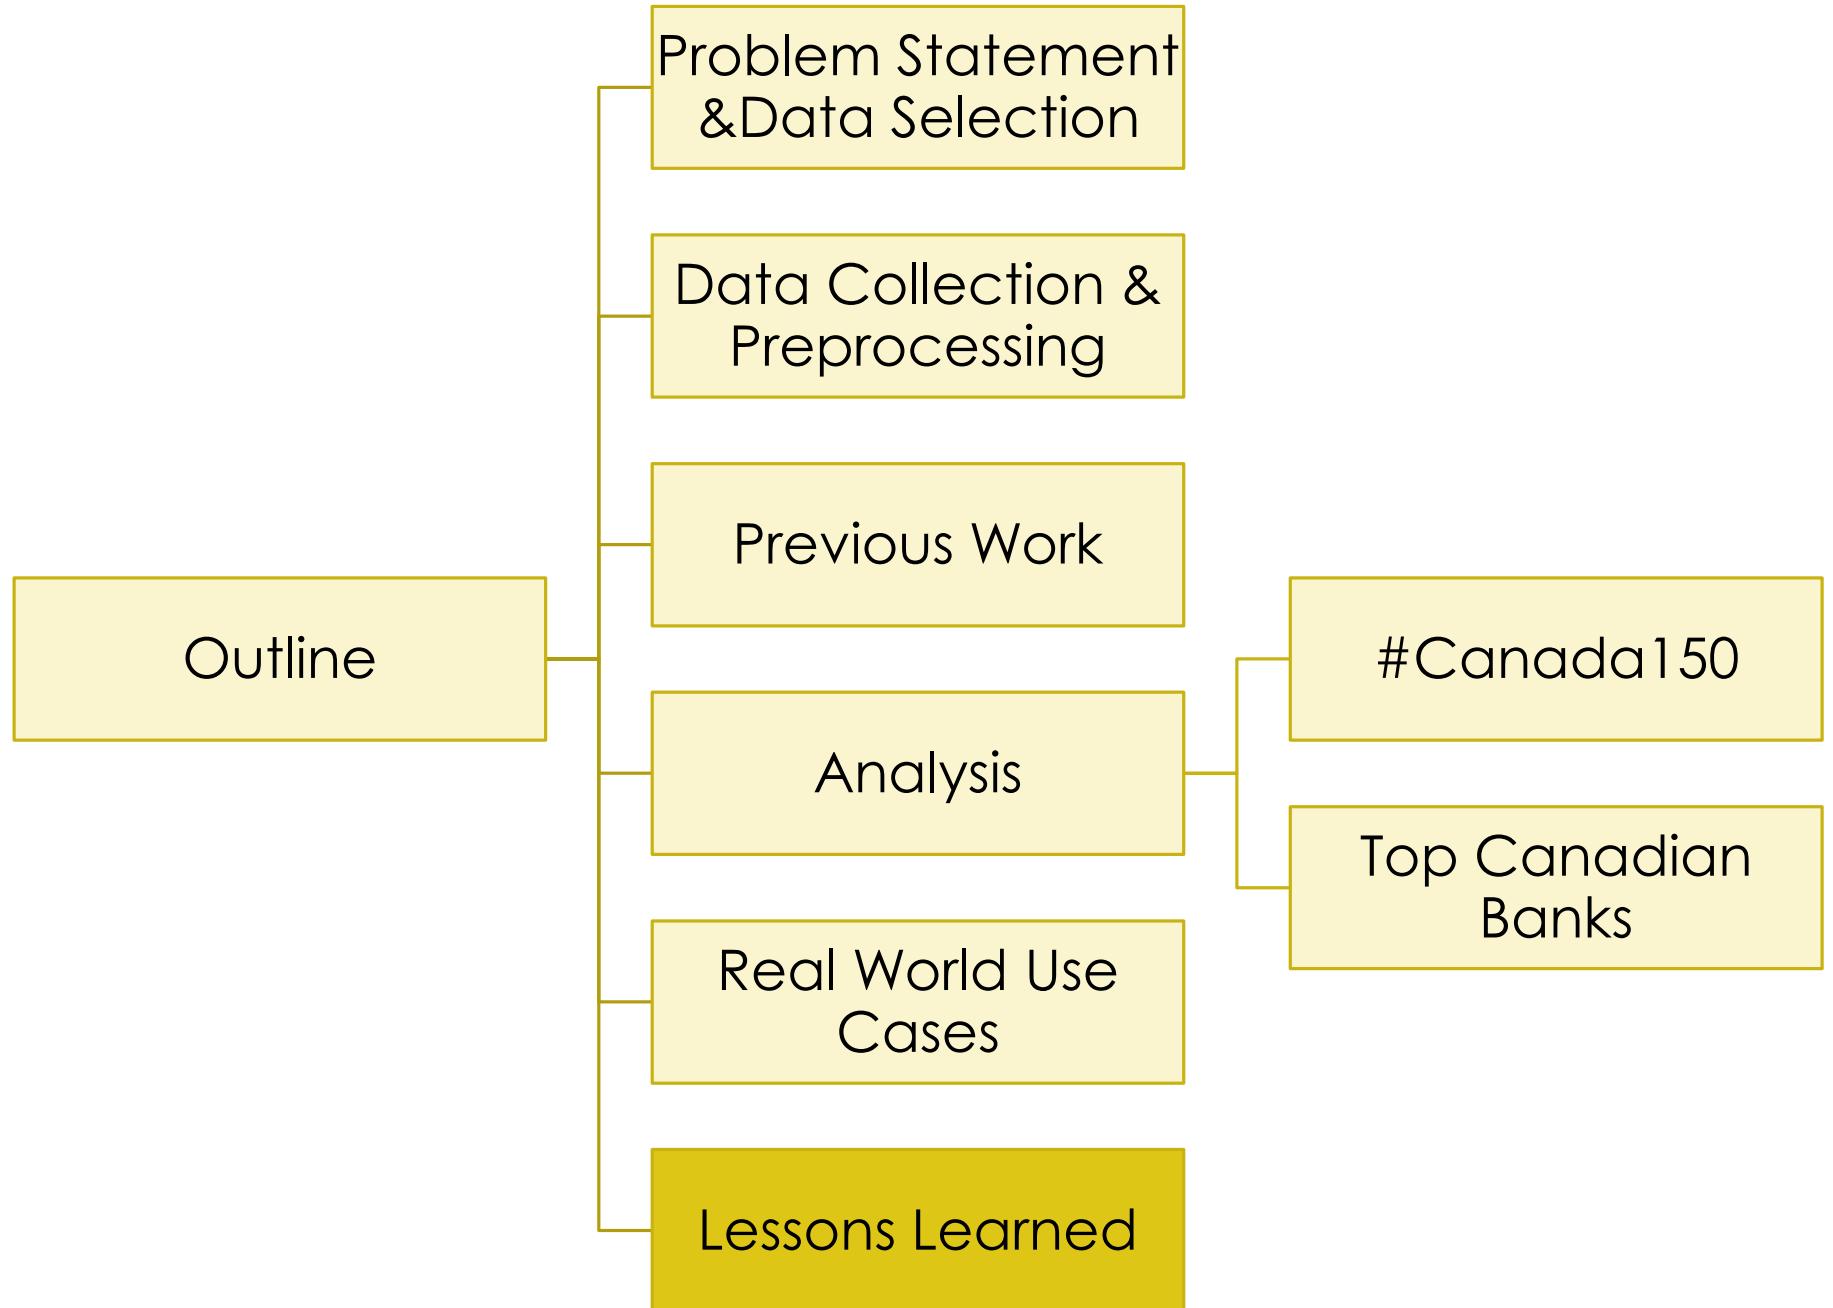 Outline
Problem Statement
&Data Selection
Data Collection &
Preprocessing
Previous Work
Analysis
#Canada150
Top Canadian
Banks
Real World Use
Cases
Lessons Learned